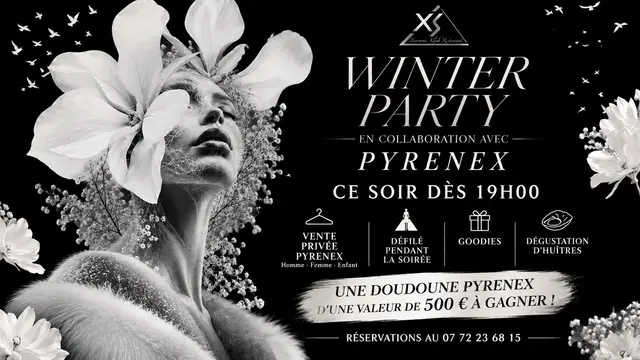 XS
WINTER
PARTY
EN COLLABORATION AVEC
PYRENEX
CE SOIR DÈS 19H00
VENTE
PRIVÉE
PYRENEX
Homme - Femme - Enfant
DÉFILÉ
PENDANT
LA SOIRÉE
GOODIES
DÉGUSTATION
D'HUÎTRES
UNE DOUDOUNE PYRENEX
D'UNE VALEUR DE 500 € À GAGNER !
RÉSERVATIONS AU 07 72 23 68 15